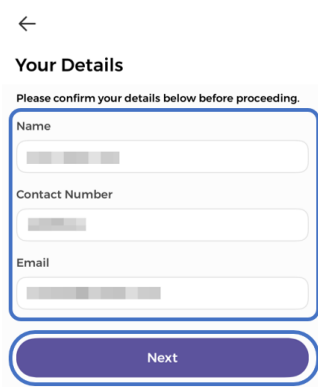 Your Details
Please confirm your details below before proceeding.
Name
Contact Number
Email
Next